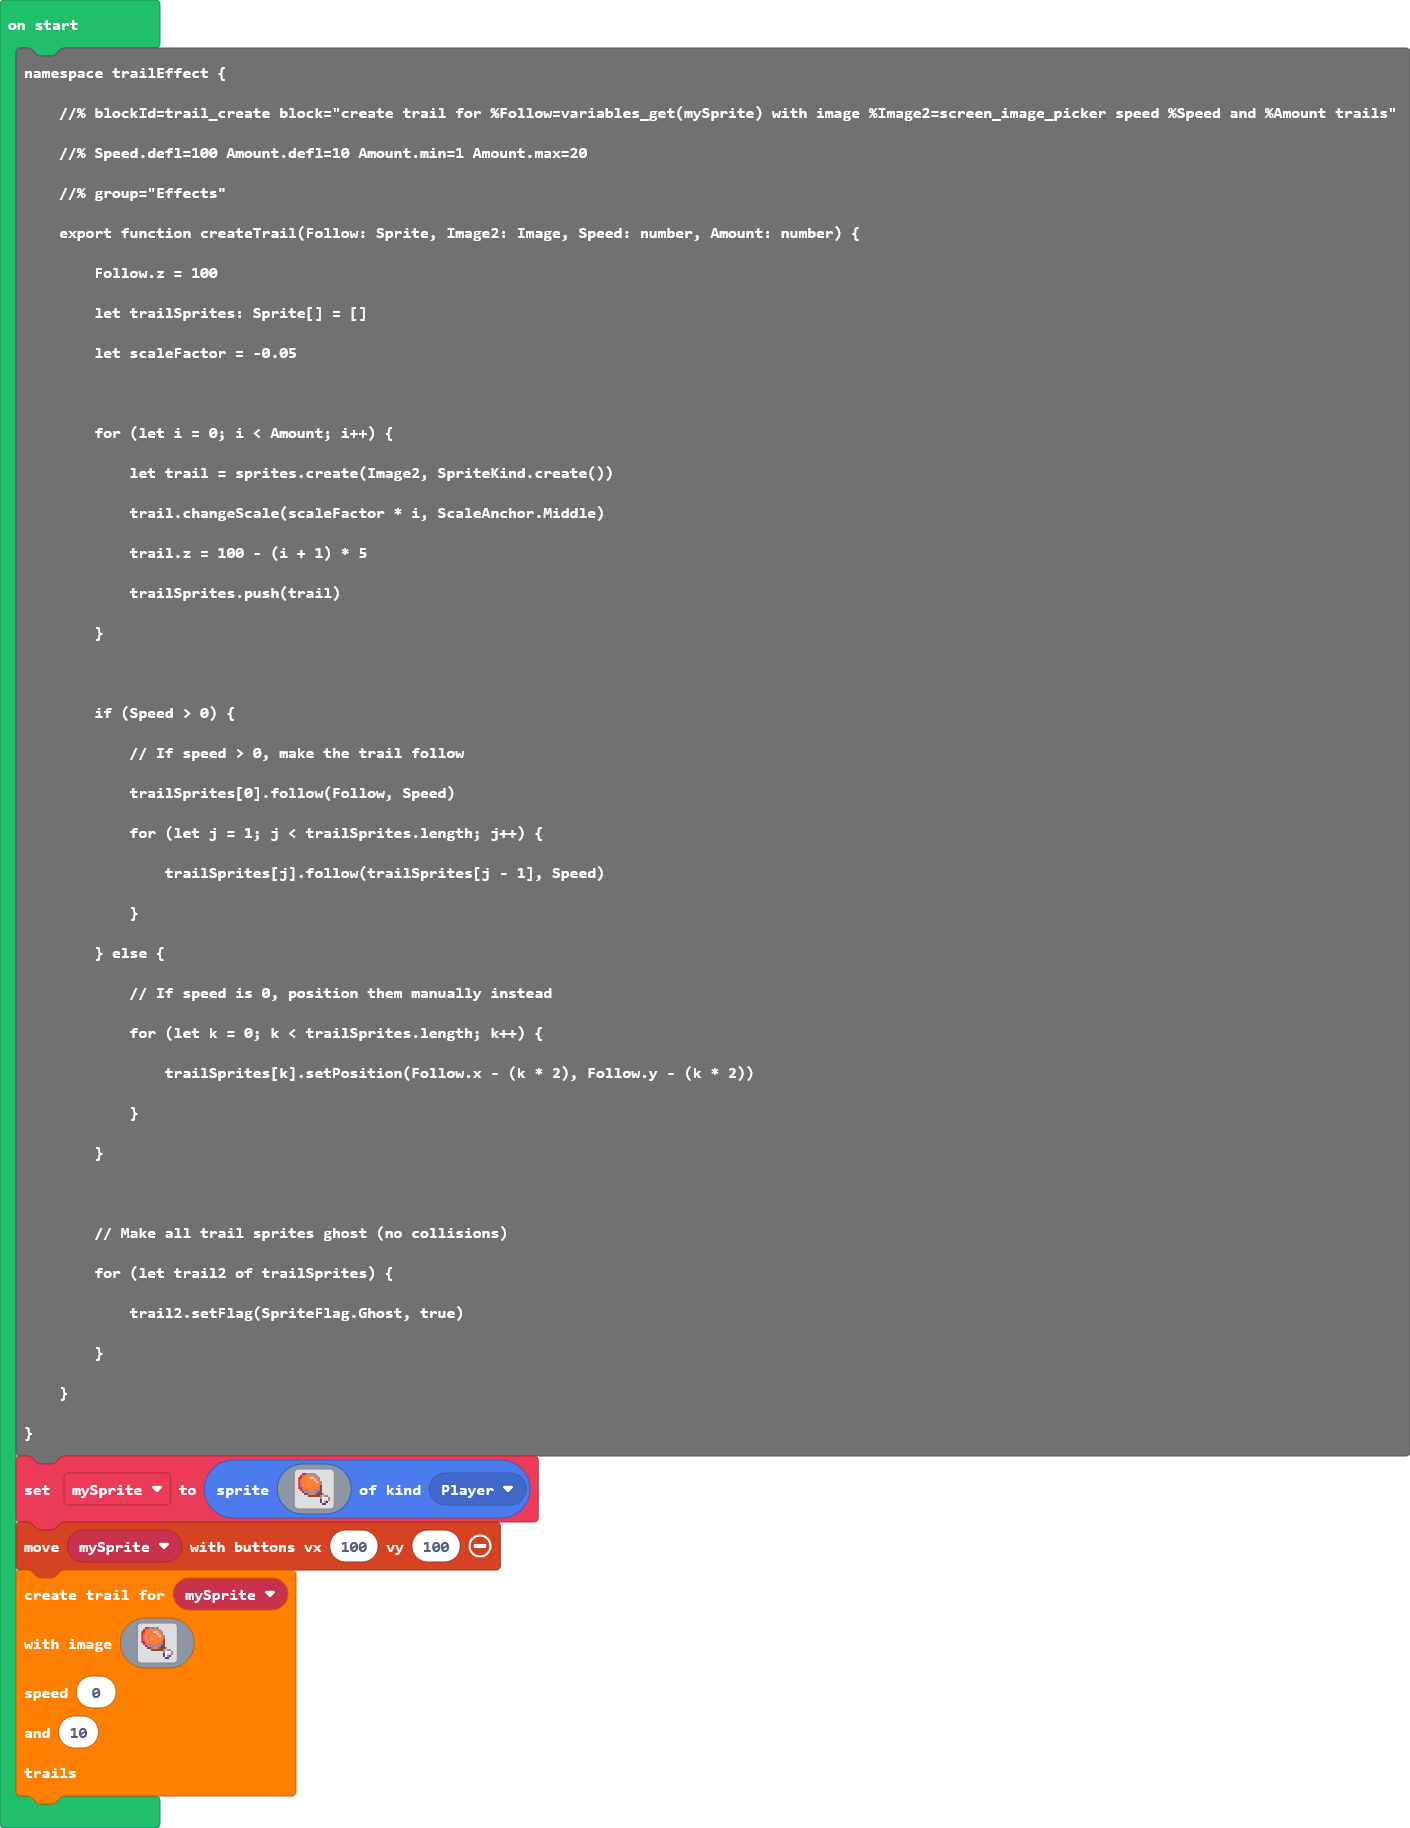 on start
namespace trailEffect {
//% blockId=trail_create block="create trail for %Follow=variables_get(mySprite) with image %Image2=screen_image_picker speed %Speed and %Amount trails"
//% Speed.defl=100 Amount.defl=10 Amount.min=1 Amount.max=20
//% group="Effects"
export function createTrail(Follow: Sprite, Image2: Image, Speed: number, Amount: number) {
Follow.z = 100
let trailSprites: Sprite[] = []
let scaleFactor = -0.05
for (let i = 0; i < Amount; i++) {
let trail = sprites.create(Image2, SpriteKind.create())
trail.changeScale(scaleFactor * i, ScaleAnchor.Middle)
trail.z = 100 - (i + 1) * 5
trailSprites.push(trail)
}
if (Speed > 0) {
// If speed > 0, make the trail follow
trailSprites[0].follow(Follow, Speed)
for (let j = 1; j < trailSprites.length; j++) {
trailSprites[j].follow(trailSprites[j - 1], Speed)
}
} else {
// If speed is 0, position them manually instead
for (let k = 0; k < trailSprites.length; k++) {
trailSprites[k].setPosition(Follow.x - (k * 2), Follow.y - (k * 2))
}
}
// Make all trail sprites ghost (no collisions)
for (let trail2 of trailSprites) {
trail2.setFlag(SpriteFlag.Ghost, true)
}
}
}
set mySprite to sprite of kind Player
move mySprite with buttons vx 100 vy 100
create trail for mySprite
with image
speed 0
and 10
trails